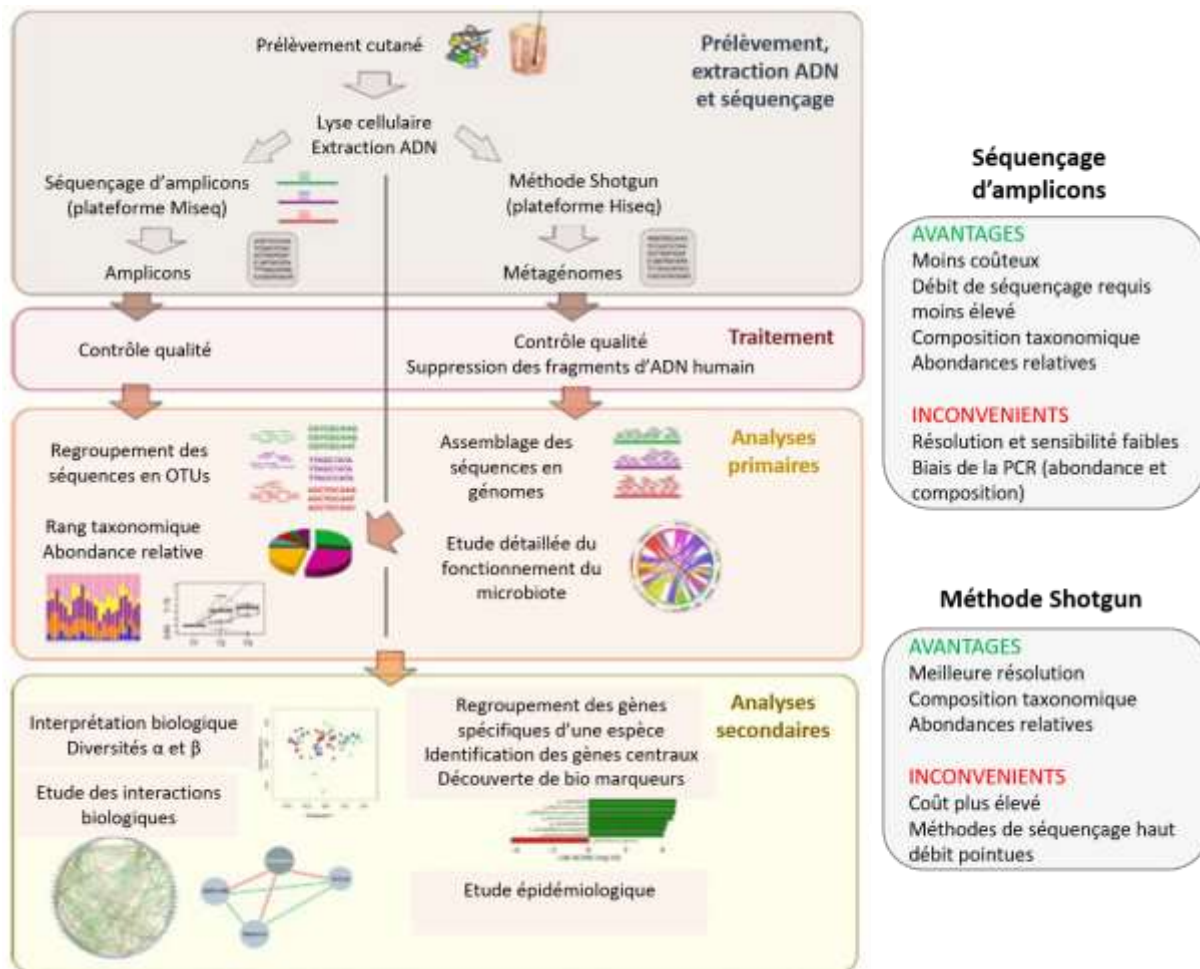 Prélèvement cutané
Prélèvement,
extraction ADN
et séquençage
Lyse cellulaire
Extraction ADN
Séquençage d'amplicons
(plateforme Miseq)
Méthode Shotgun
(plateforme Hiseq)
Amplicons
Métagénomes
Traitement
Contrôle qualité
Contrôle qualité
Suppression des fragments d'ADN humain
Analyses
primaires
Regroupement des
séquences en OTUs
Assemblage des
séquences en
génomes
Rang taxonomique
Abondance relative
Etude détaillée du
fonctionnement du
microbiote
Analyses
secondaires
Interprétation biologique
Diversités α et β
Regroupement des gènes
spécifiques d'une espèce
Identification des gènes centraux
Découverte de bio marqueurs
Etude des interactions
biologiques
Etude épidémiologique
Séquençage
d'amplicons
AVANTAGES
Moins coûteux
Débit de séquençage requis
moins élevé
Composition taxonomique
Abondances relatives
INCONVENIENTS
Résolution et sensibilité faibles
Biais de la PCR (abondance et
composition)
Méthode Shotgun
AVANTAGES
Meilleure résolution
Composition taxonomique
Abondances relatives
INCONVENIENTS
Coût plus élevé
Méthodes de séquençage haut
débit pointues